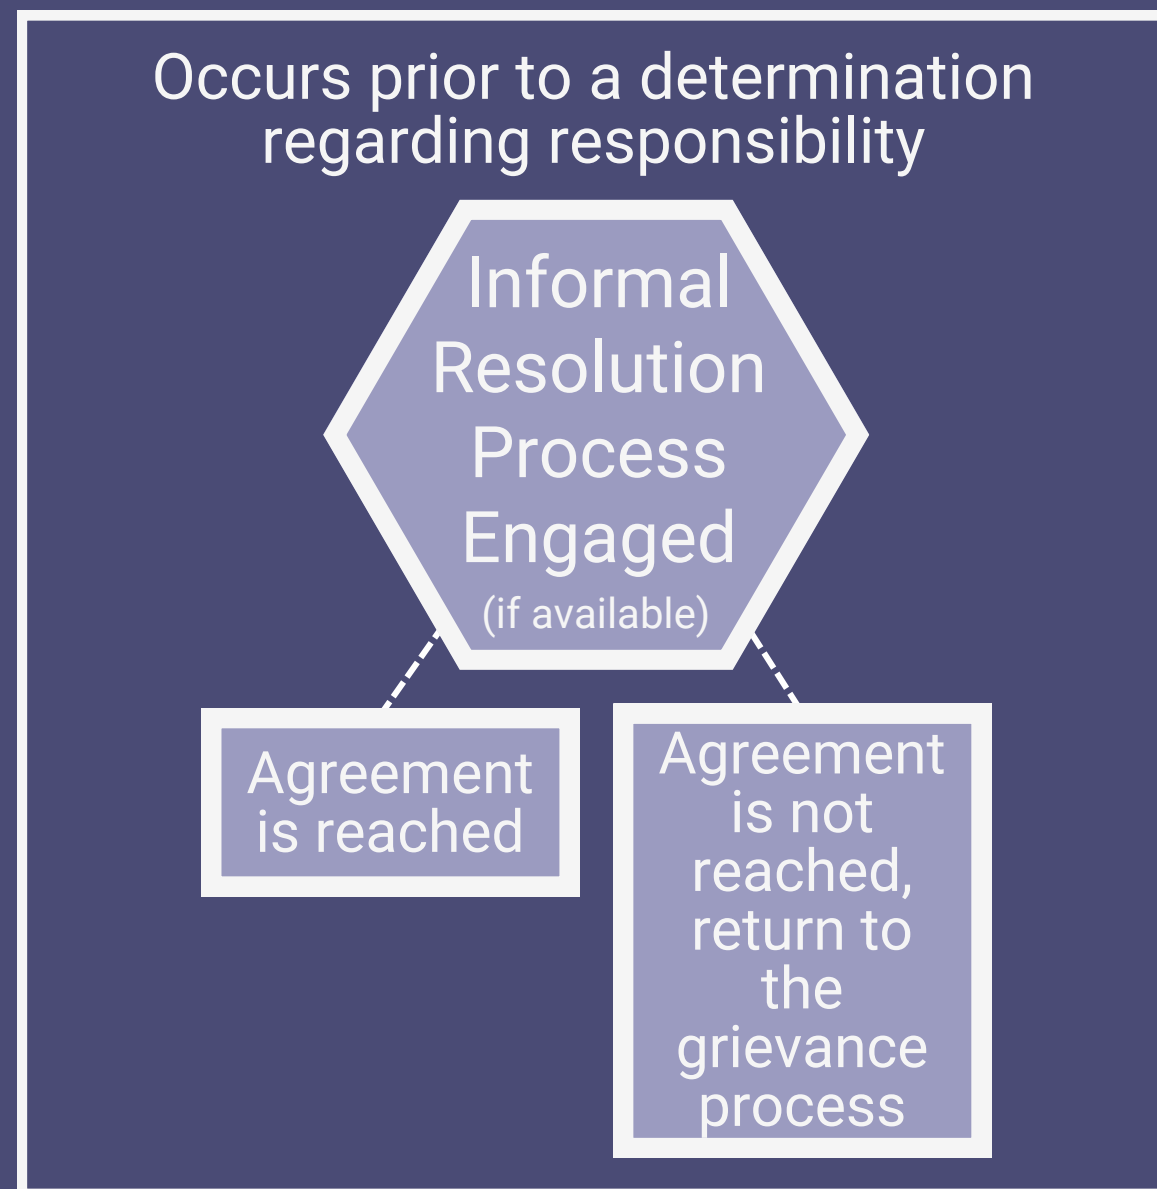 Occurs prior to a determination
regarding responsibility
Informal
Resolution
Process
Engaged
(if available)
Agreement
is reached
Agreement
is not
reached,
return to
the
grievance
process